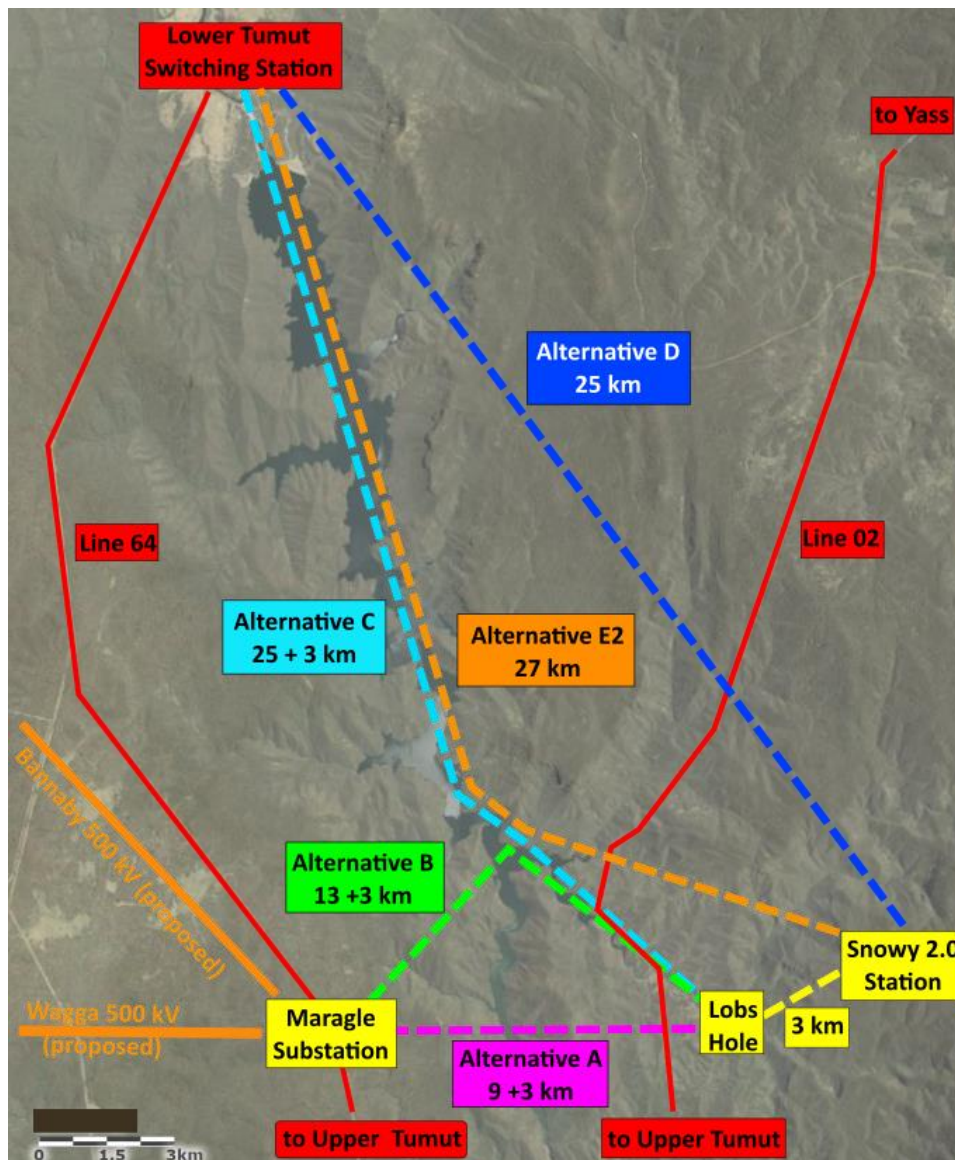 Lower Tumut
Switching Station
to Yass
Alternative D
25 km
Line 64
Line 02
Alternative C
25 + 3 km
Alternative E2
27 km
Bannaby 500 kV (proposed)
Alternative B
13 +3 km
Snowy 2.0
Station
Wagga 500 kV
(proposed)
Maragle
Substation
Lobs
Hole
3 km
Alternative A
9 +3 km
to Upper Tumut
to Upper Tumut
0 1.5 3km